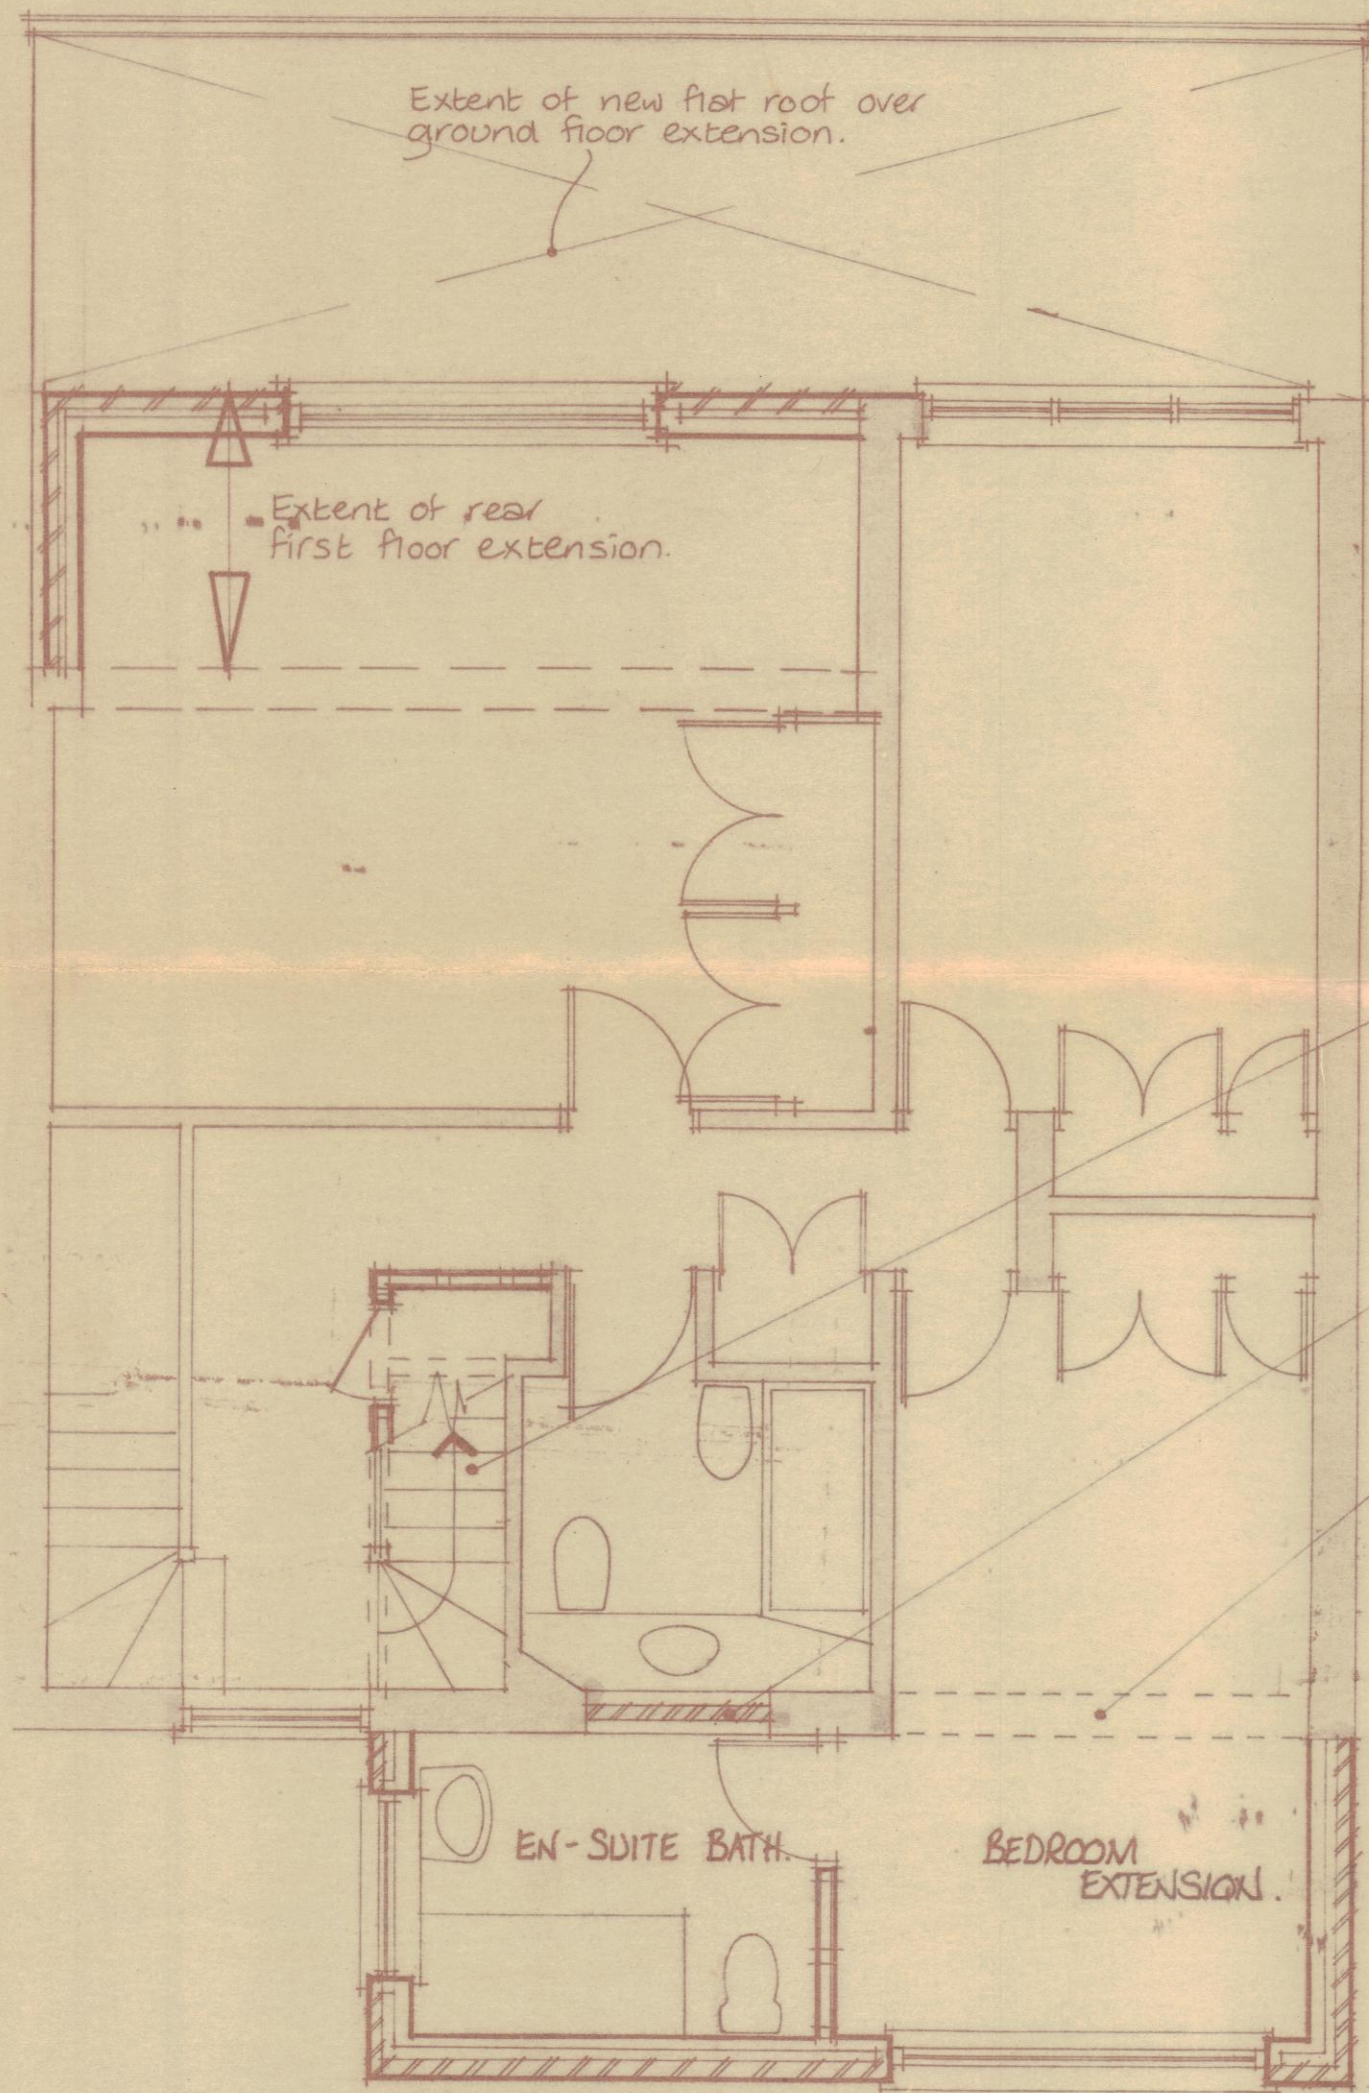 Extent of new flat roof over
ground floor extension.
Extent of rear
first floor extension.
EN-SUITE BATH.
BEDROOM
EXTENSION.